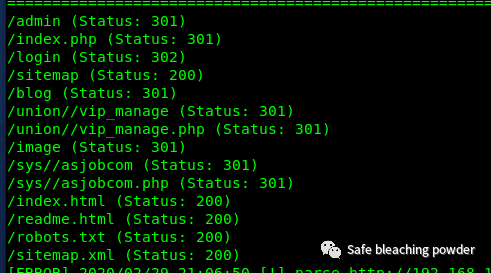 /admin (Status: 301)
/index.php (Status: 301)
/login (Status: 302)
/sitemap (Status: 200)
/blog (Status: 301)
/union//vip_manage (Status: 301)
/union//vip_manage.php (Status: 301)
/image (Status: 301)
/sys//asjobcom (Status: 301)
/sys//asjobcom.php (Status: 301)
/index.html (Status: 200)
/readme.html (Status: 200)
/robots.txt (Status: 200)
/sitemap.xml (Status: 200)
Safe bleaching powder
[ERROR] 2020/02/29 21:06:50 [!] parse http://192.168.1